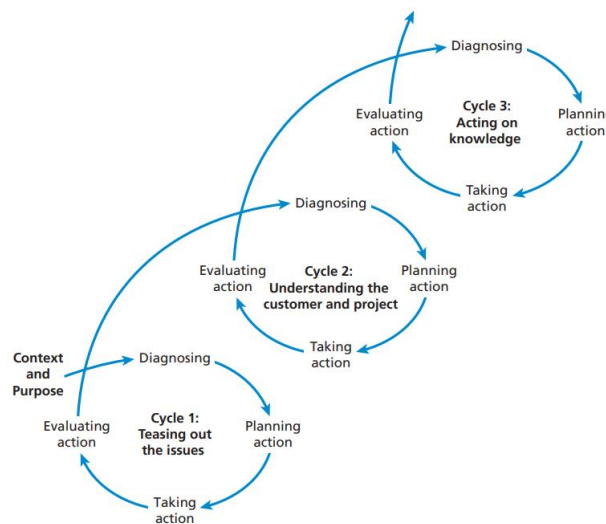 Diagnosing
Cycle 3:
Acting on
knowledge
Evaluating
action
Plannin
action
Taking
action
Diagnosing
Cycle 2:
Understanding the
customer and project
Evaluating
action
Planning
action
Taking
action
Context
and
Purpose
Diagnosing
Cycle 1:
Teasing out
the issues
Evaluating
action
Planning
action
Taking
action